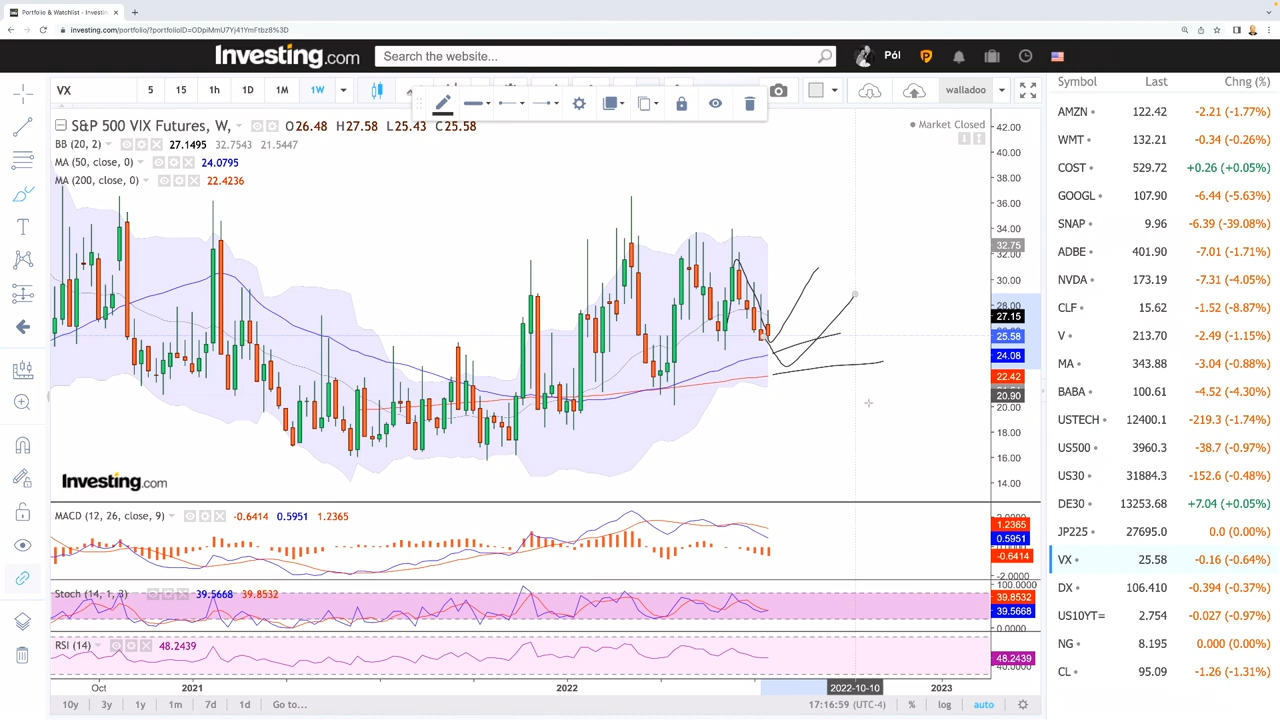 Portfolio & Watchlist - Investin
investing.com/portfolio/?portfolioID=ODpiMmU7Yj41YmFtbz8%3D
Investing.com
Search the website...
Pól
VX 5 15 1h 1D 1M 1W
walladoo
S&P 500 VIX Futures, W, O26.48 H27.58 L25.43 C25.58
Market Closed
BB (20, 2) 27.1495 32.7543 21.5447
MA (50, close, 0) 24.0795
MA (200, close, 0) 22.4236
42.00
40.00
38.00
36.00
34.00
32.75
32.00
30.00
28.00
27.15
25.58
24.08
22.42
20.90
20.00
18.00
16.00
14.00
Investing.com
MACD (12, 26, close, 9) -0.6414 0.5951 1.2365
1.2365
0.5951
-0.6414
-2.0000
Stoch (14, 1, 3) 39.5668 39.8532
100.0000
39.8532
39.5668
0.0000
RSI (14) 48.2439
48.2439
40.0000
Oct 2021 2022 2022-10-10 2023
10y 3y 1y 1m 7d 1d Go to... 17:16:59 (UTC-4) % log auto
Symbol Last Chng (%)
AMZN 122.42 -2.21 (-1.77%)
WMT 132.21 -0.34 (-0.26%)
COST 529.72 +0.26 (+0.05%)
GOOGL 107.90 -6.44 (-5.63%)
SNAP 9.96 -6.39 (-39.08%)
ADBE 401.90 -7.01 (-1.71%)
NVDA 173.19 -7.31 (-4.05%)
CLF 15.62 -1.52 (-8.87%)
V 213.70 -2.49 (-1.15%)
MA 343.88 -3.04 (-0.88%)
BABA 100.61 -4.52 (-4.30%)
USTECH 12400.1 -219.3 (-1.74%)
US500 3960.3 -38.7 (-0.97%)
US30 31884.3 -152.6 (-0.48%)
DE30 13253.68 +7.04 (+0.05%)
JP225 27695.0 0.0 (0.00%)
VX 25.58 -0.16 (-0.64%)
DX 106.410 -0.394 (-0.37%)
US10YT= 2.754 -0.027 (-0.97%)
NG 8.195 0.000 (0.00%)
CL 95.09 -1.26 (-1.31%)